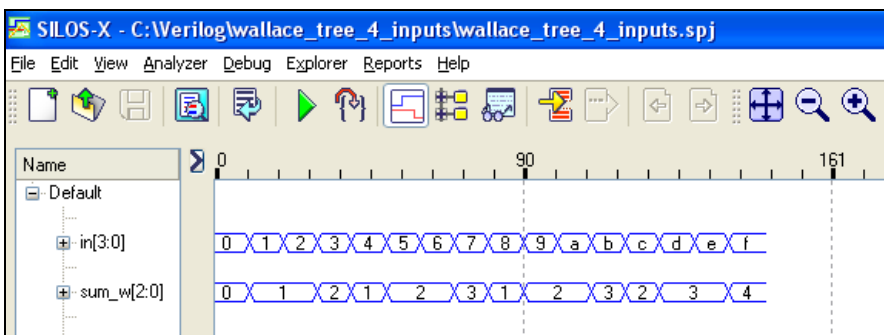 SILOS-X - C:\Verilog\wallace_tree_4_inputs\wallace_tree_4_inputs.spj
File Edit View Analyzer Debug Explorer Reports Help
Name 0 90 161
Default
in[3:0] 0 1 2 3 4 5 6 7 8 9 a b c d e f
sum_w[2:0] 0 1 2 1 2 3 1 2 3 2 3 4